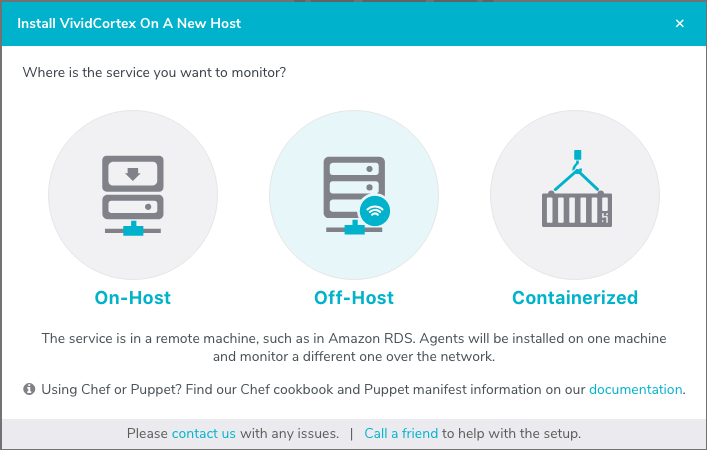 Install VividCortex On A New Host ×
Where is the service you want to monitor?
On-Host Off-Host Containerized
The service is in a remote machine, such as in Amazon RDS. Agents will be installed on one machine
and monitor a different one over the network.
Using Chef or Puppet? Find our Chef cookbook and Puppet manifest information on our documentation.
Please contact us with any issues. | Call a friend to help with the setup.